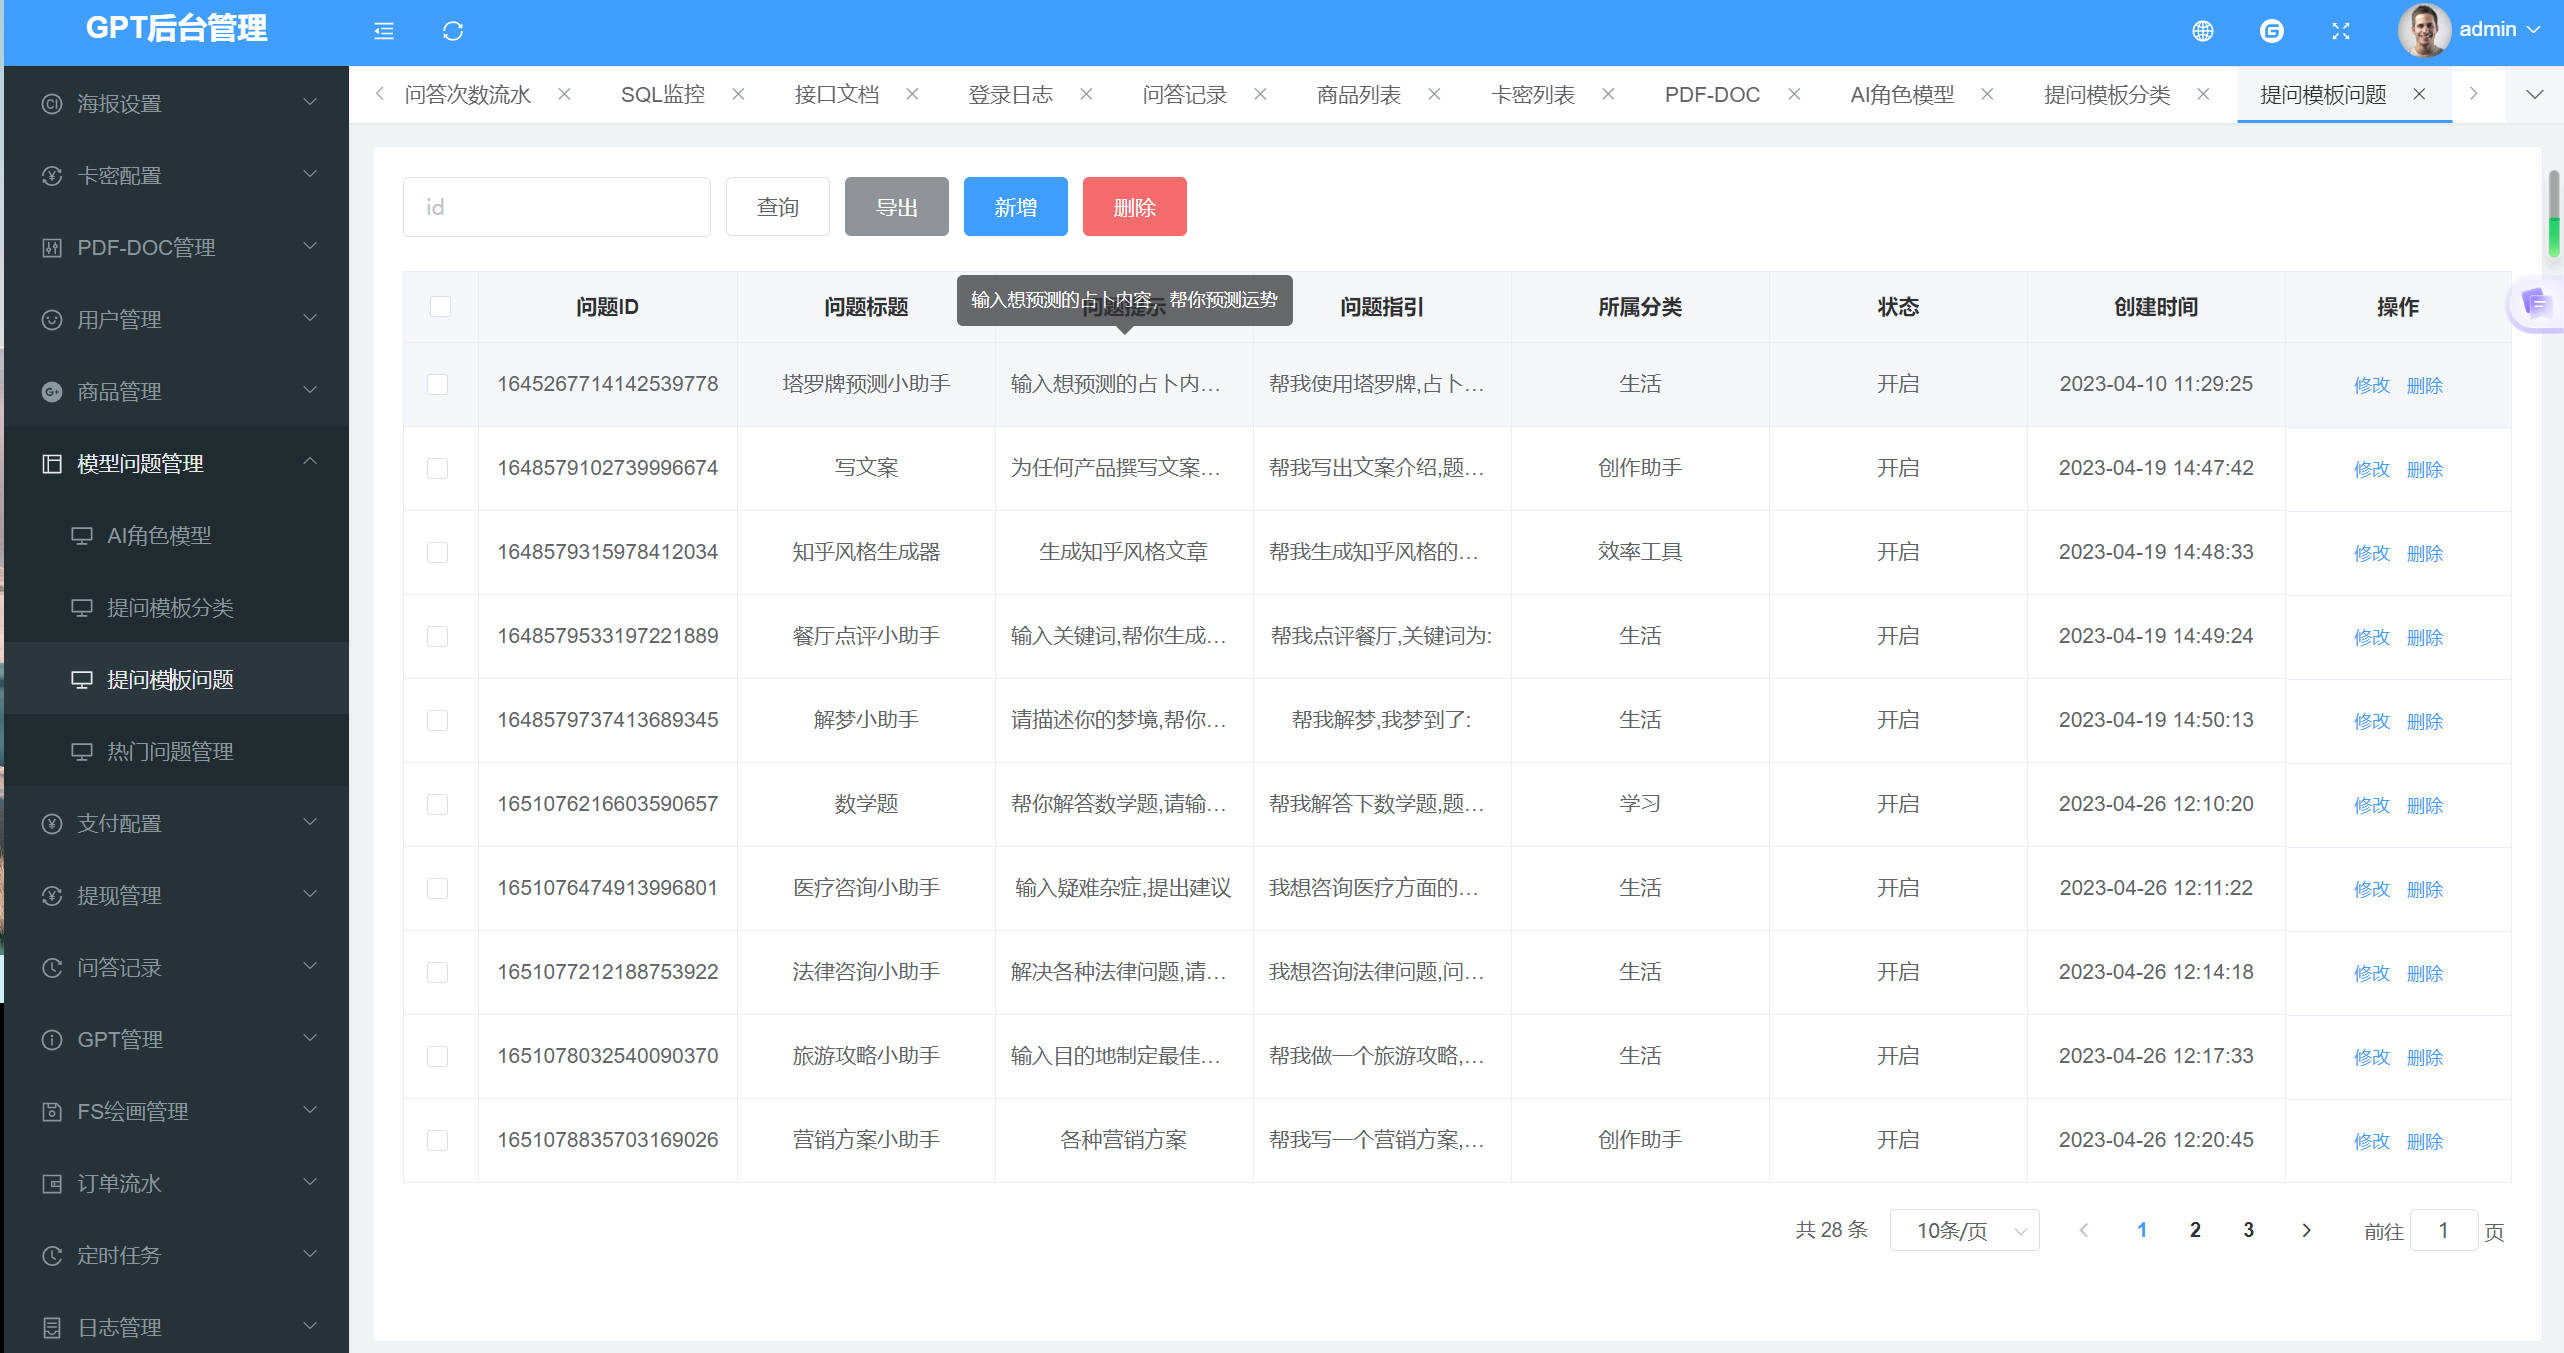 GPT后台管理
admin
海报设置
卡密配置
PDF-DOC管理
用户管理
商品管理
模型问题管理
AI角色模型
提问模板分类
提问模板问题
热门问题管理
支付配置
提现管理
问答记录
GPT管理
FS绘画管理
订单流水
定时任务
日志管理
问答次数流水 SQL监控 接口文档 登录日志 问答记录 商品列表 卡密列表 PDF-DOC AI角色模型 提问模板分类 提问模板问题
id 查询 导出 新增 删除
输入想预测的占卜内容，帮你预测运势
问题ID 问题标题 问题提示 问题指引 所属分类 状态 创建时间 操作
1645267714142539778 塔罗牌预测小助手 输入想预测的占卜内… 帮我使用塔罗牌,占卜… 生活 开启 2023-04-10 11:29:25 修改 删除
1648579102739996674 写文案 为任何产品撰写文案… 帮我写出文案介绍,题… 创作助手 开启 2023-04-19 14:47:42 修改 删除
1648579315978412034 知乎风格生成器 生成知乎风格文章 帮我生成知乎风格的… 效率工具 开启 2023-04-19 14:48:33 修改 删除
1648579533197221889 餐厅点评小助手 输入关键词,帮你生成… 帮我点评餐厅,关键词为: 生活 开启 2023-04-19 14:49:24 修改 删除
1648579737413689345 解梦小助手 请描述你的梦境,帮你… 帮我解梦,我梦到了: 生活 开启 2023-04-19 14:50:13 修改 删除
1651076216603590657 数学题 帮你解答数学题,请输… 帮我解答下数学题,题… 学习 开启 2023-04-26 12:10:20 修改 删除
1651076474913996801 医疗咨询小助手 输入疑难杂症,提出建议 我想咨询医疗方面的… 生活 开启 2023-04-26 12:11:22 修改 删除
1651077212188753922 法律咨询小助手 解决各种法律问题,请… 我想咨询法律问题,问… 生活 开启 2023-04-26 12:14:18 修改 删除
1651078032540090370 旅游攻略小助手 输入目的地制定最佳… 帮我做一个旅游攻略,… 生活 开启 2023-04-26 12:17:33 修改 删除
1651078835703169026 营销方案小助手 各种营销方案 帮我写一个营销方案,… 创作助手 开启 2023-04-26 12:20:45 修改 删除
共 28 条 10条/页 1 2 3 前往 1 页